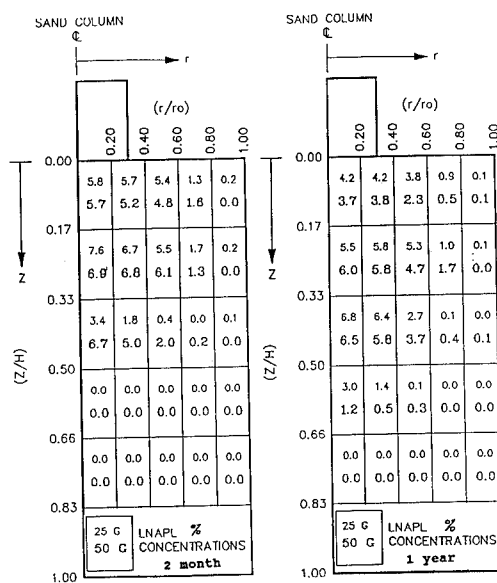 SAND COLUMN
℄
r
(r/ro)
0.20 0.40 0.60 0.80 1.00
0.00
5.8 5.7 5.4 1.3 0.2
5.7 5.2 4.8 1.6 0.0
0.17
7.6 6.7 5.5 1.7 0.2
6.9 6.8 6.1 1.3 0.0
Z
0.33
3.4 1.8 0.4 0.0 0.1
6.7 5.0 2.0 0.2 0.0
(Z/H)
0.50
0.0 0.0 0.0 0.0 0.0
0.0 0.0 0.0 0.0 0.0
0.66
0.0 0.0 0.0 0.0 0.0
0.0 0.0 0.0 0.0 0.0
0.83
25 G LNAPL %
50 G CONCENTRATIONS
2 month
1.00
SAND COLUMN
℄
r
(r/ro)
0.20 0.40 0.60 0.80 1.00
0.00
4.2 4.2 3.8 0.9 0.1
3.7 3.8 2.3 0.5 0.1
0.17
5.5 5.8 5.3 1.0 0.1
6.0 5.8 4.7 1.7 0.0
Z
0.33
6.8 6.4 2.7 0.1 0.0
6.5 5.8 3.7 0.4 0.1
(Z/H)
0.50
3.0 1.4 0.1 0.0 0.0
1.2 0.5 0.3 0.0 0.0
0.66
0.0 0.0 0.0 0.0 0.0
0.0 0.0 0.0 0.0 0.0
0.83
25 G LNAPL %
50 G CONCENTRATIONS
1 year
1.00